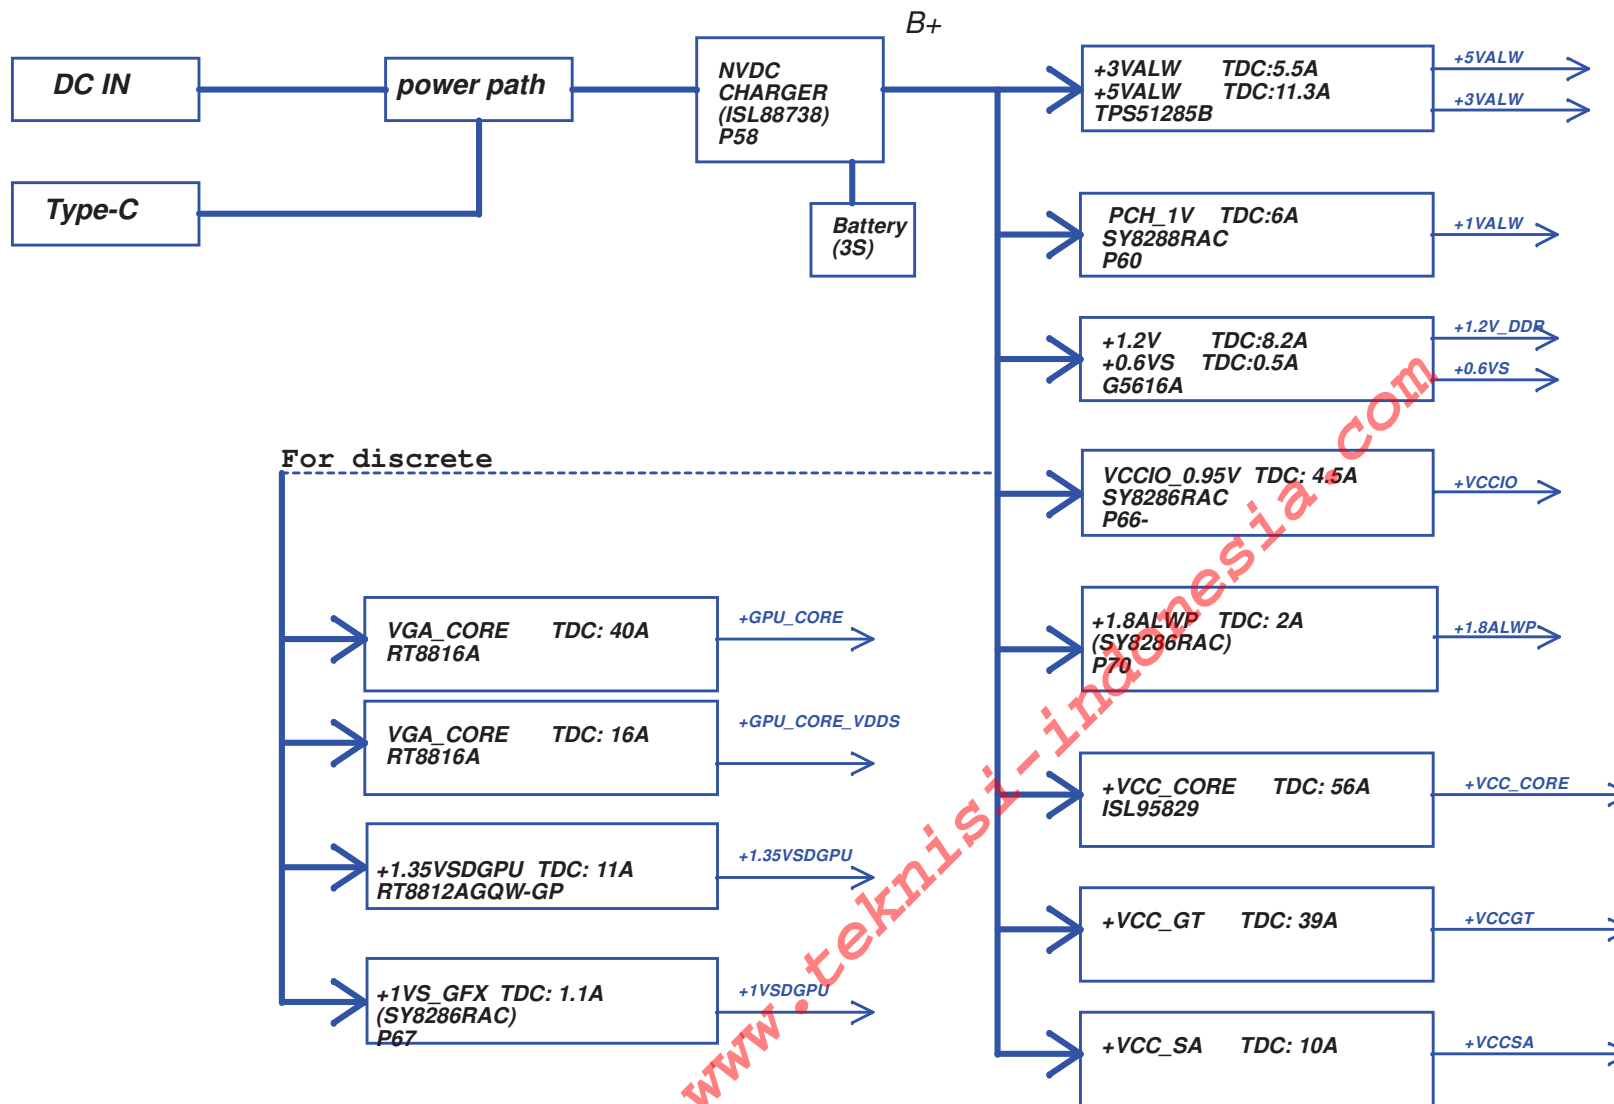 B+
DC IN
power path
NVDC
CHARGER
(ISL88738)
P58
Type-C
Battery
(3S)
+3VALW TDC:5.5A
+5VALW TDC:11.3A
TPS51285B
+5VALW
+3VALW
PCH_1V TDC:6A
SY8288RAC
P60
+1VALW
+1.2V TDC:8.2A
+0.6VS TDC:0.5A
G5616A
+1.2V_DDR
+0.6VS
VCCIO_0.95V TDC: 4.5A
SY8286RAC
P66-
+VCCIO
+1.8ALWP TDC: 2A
(SY8286RAC)
P70
+1.8ALWP
+VCC_CORE TDC: 56A
ISL95829
+VCC_CORE
+VCC_GT TDC: 39A
+VCCGT
+VCC_SA TDC: 10A
+VCCSA
For discrete
VGA_CORE TDC: 40A
RT8816A
+GPU_CORE
VGA_CORE TDC: 16A
RT8816A
+GPU_CORE_VDDS
+1.35VSDGPU TDC: 11A
RT8812AGQW-GP
+1.35VSDGPU
+1VS_GFX TDC: 1.1A
(SY8286RAC)
P67
+1VSDGPU
www.teknisi-indonesia.com